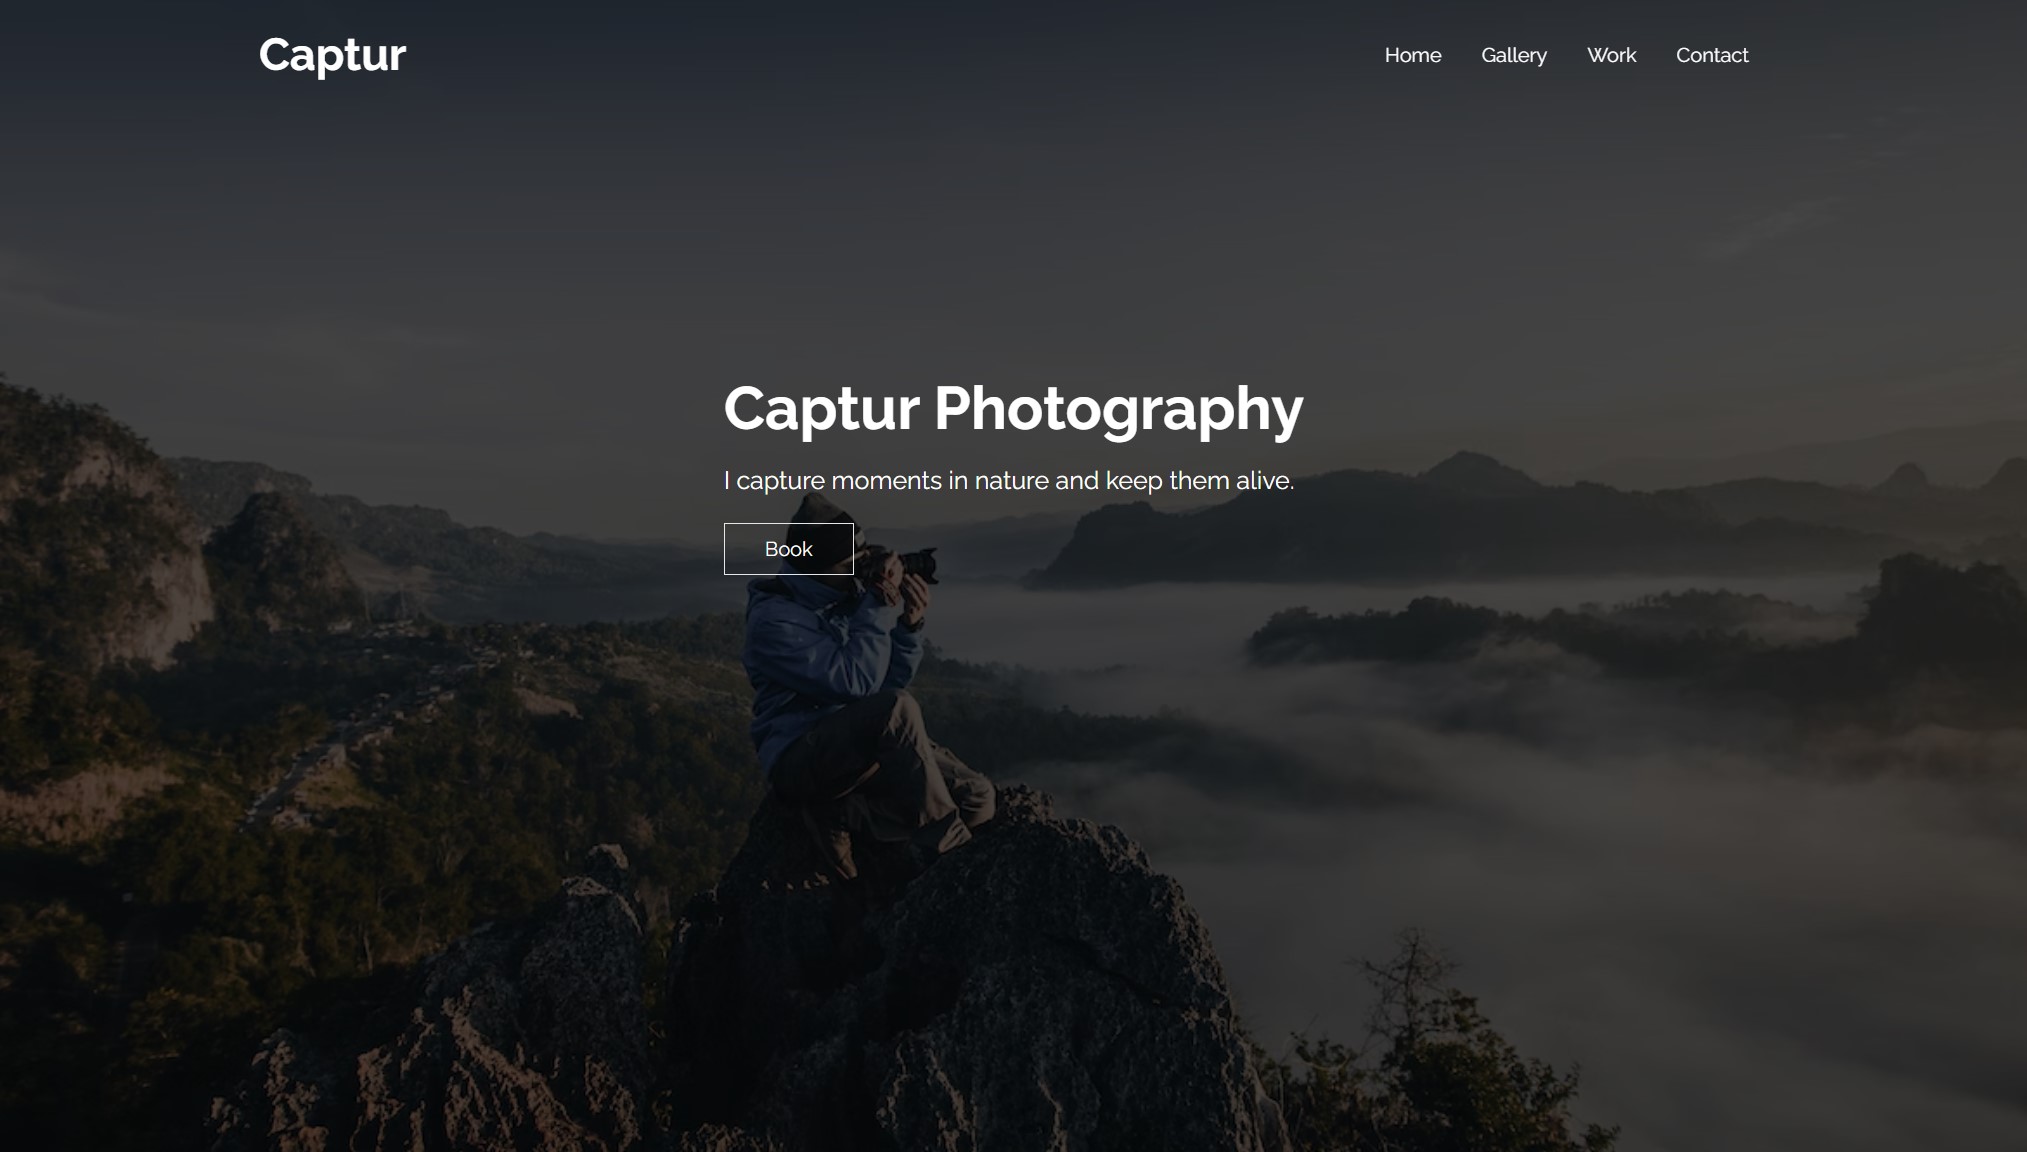 Captur
Home Gallery Work Contact
Captur Photography
I capture moments in nature and keep them alive.
Book